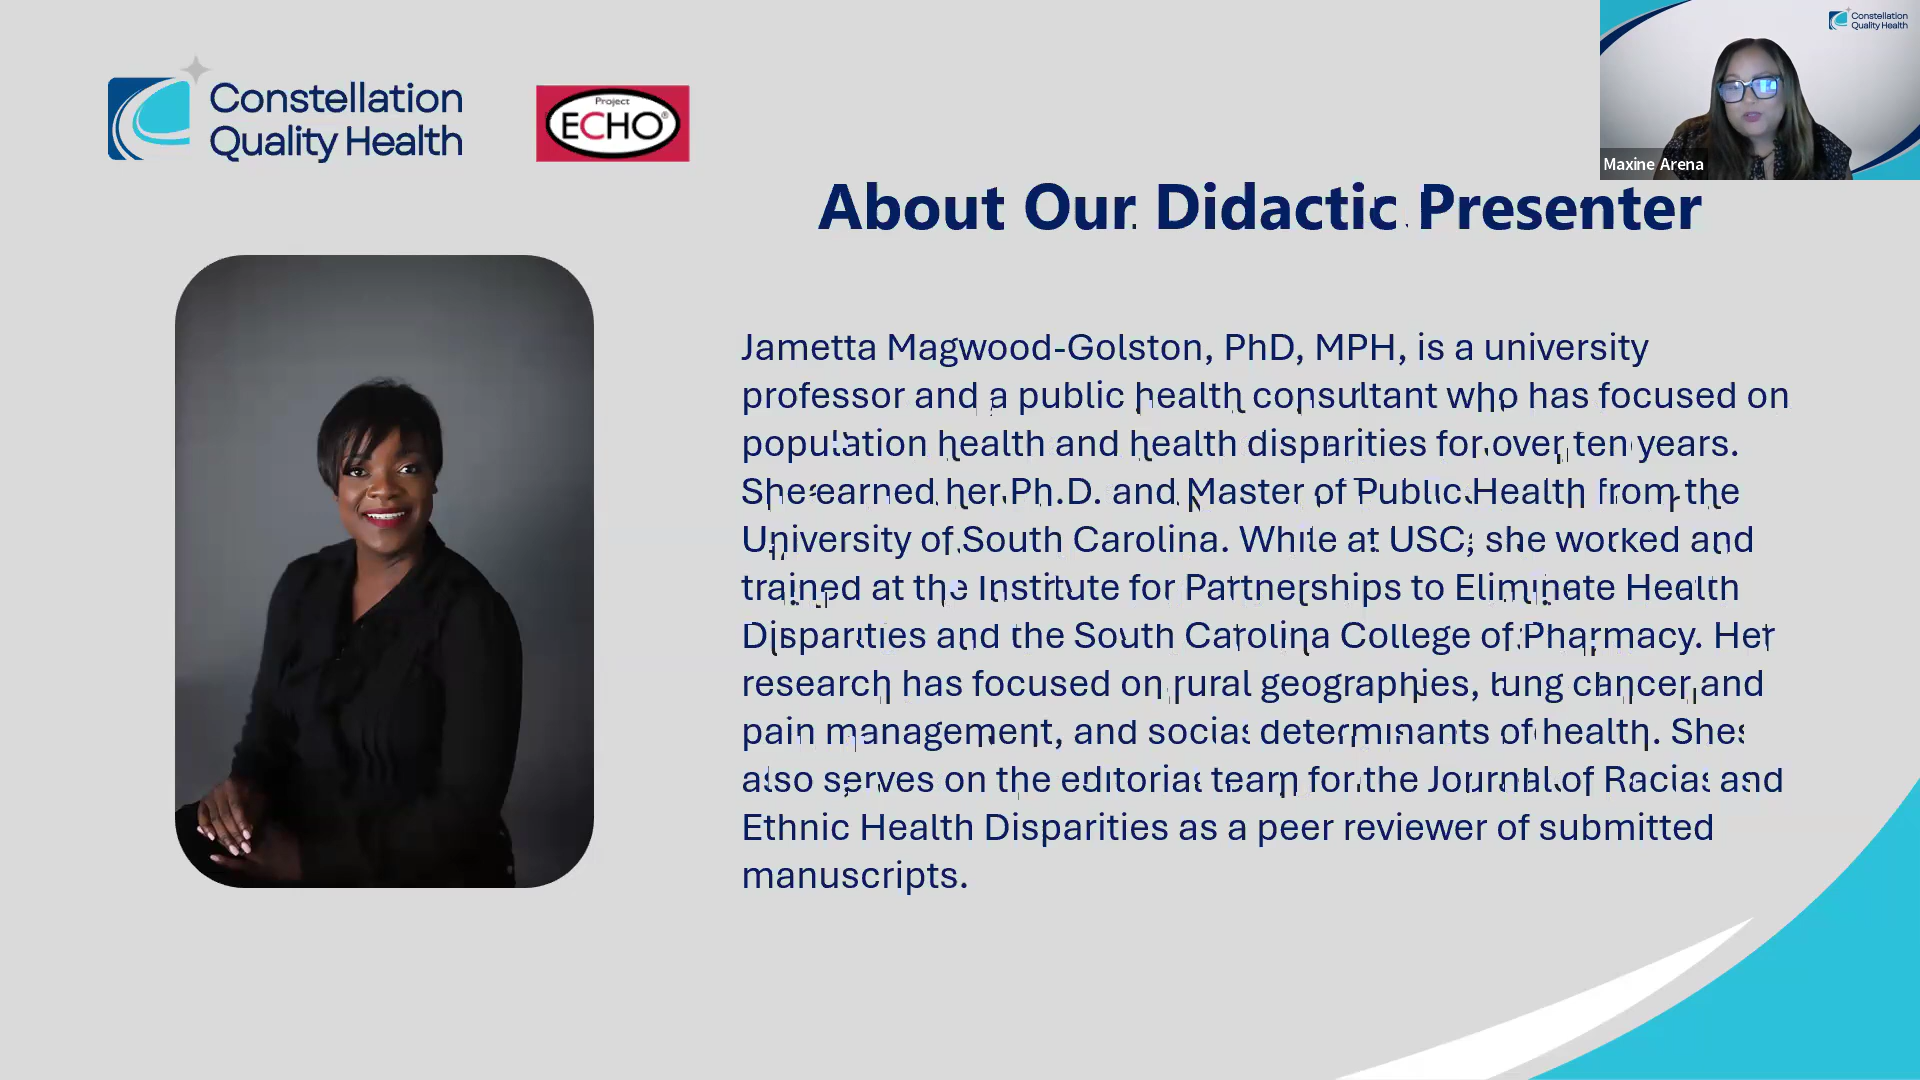 Constellation
Quality Health
Project
ECHO®
Constellation
Quality Health
Maxine Arena
About Our Didactic Presenter
Jametta Magwood-Golston, PhD, MPH, is a university
professor and a public health consultant who has focused on
population health and health disparities for over ten years.
She earned her Ph.D. and Master of Public Health from the
University of South Carolina. While at USC, she worked and
trained at the Institute for Partnerships to Eliminate Health
Disparities and the South Carolina College of Pharmacy. Her
research has focused on rural geographies, lung cancer and
pain management, and social determinants of health. She
also serves on the editorial team for the Journal of Racial and
Ethnic Health Disparities as a peer reviewer of submitted
manuscripts.